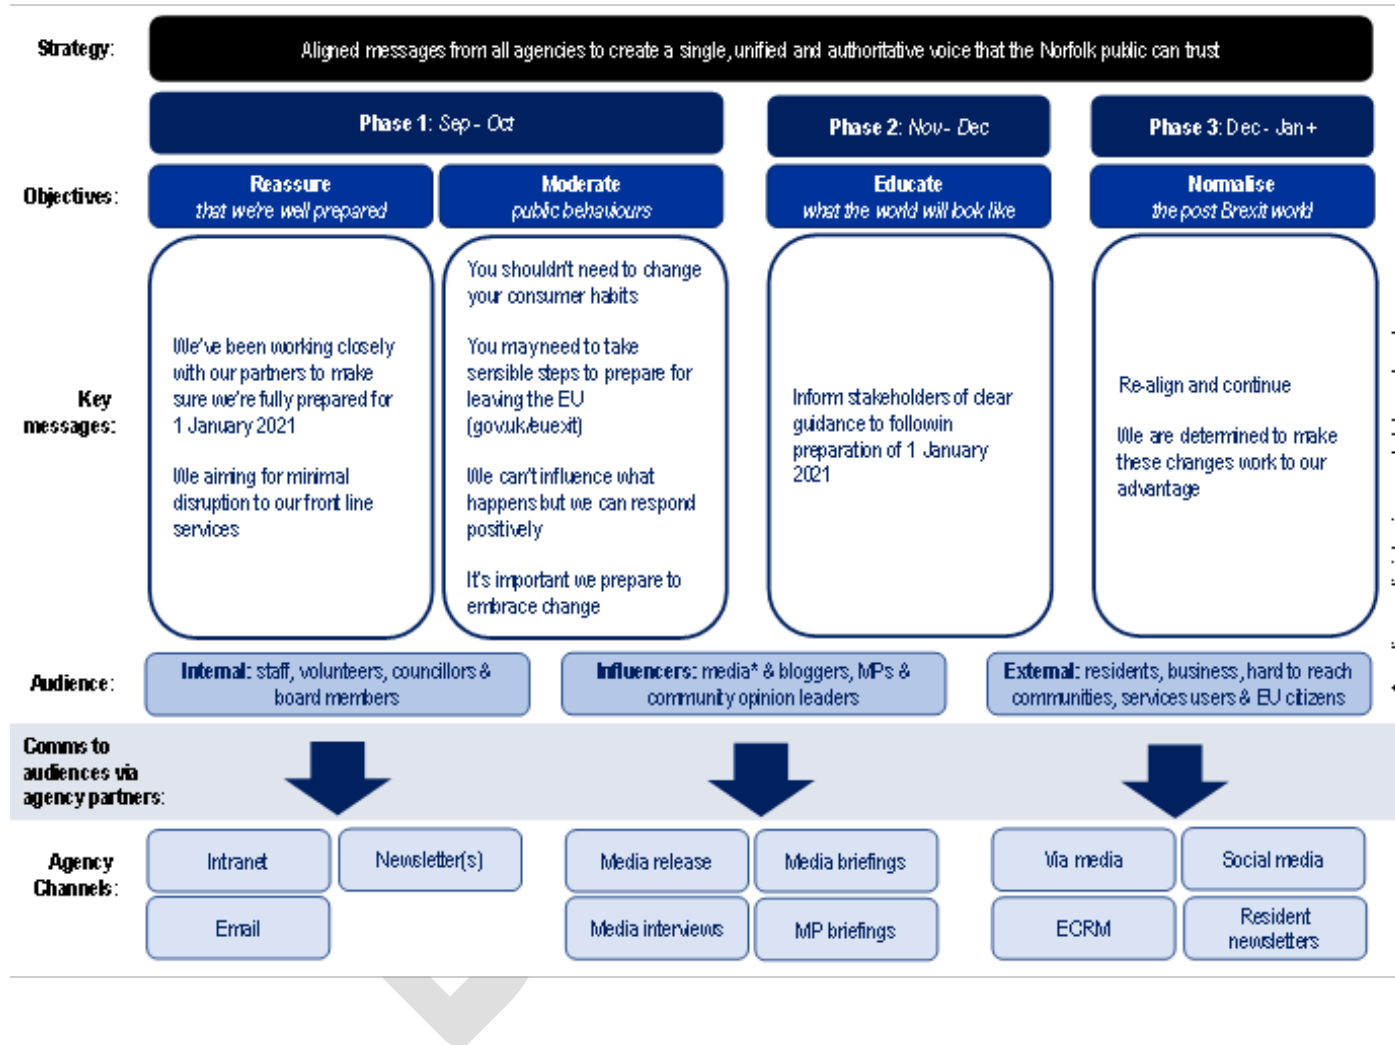 Strategy:
Aligned messages from all agencies to create a single, unified and authoritative voice that the Norfolk public can trust
Phase 1: Sep - Oct
Phase 2: Nov - Dec
Phase 3: Dec - Jan +
Objectives:
Reassure
that we're well prepared
Moderate
public behaviours
Educate
what the world will look like
Normalise
the post Brexit world
Key
messages:
We've been working closely
with our partners to make
sure we're fully prepared for
1 January 2021
We aiming for minimal
disruption to our front line
services
You shouldn't need to change
your consumer habits
You may need to take
sensible steps to prepare for
leaving the EU
(gov.uk/euexit)
We can't influence what
happens but we can respond
positively
It's important we prepare to
embrace change
Inform stakeholders of clear
guidance to followin
preparation of 1 January
2021
Re-align and continue
We are determined to make
these changes work to our
advantage
Audience:
Internal: staff, volunteers, councillors &
board members
Influencers: media* & bloggers, MPs &
community opinion leaders
External: residents, business, hard to reach
communities, services users & EU citizens
Comms to
audiences via
agency partners:
Agency
Channels:
Intranet
Newsletter(s)
Email
Media release
Media briefings
Media interviews
MP briefings
Via media
Social media
ECRM
Resident
newsletters